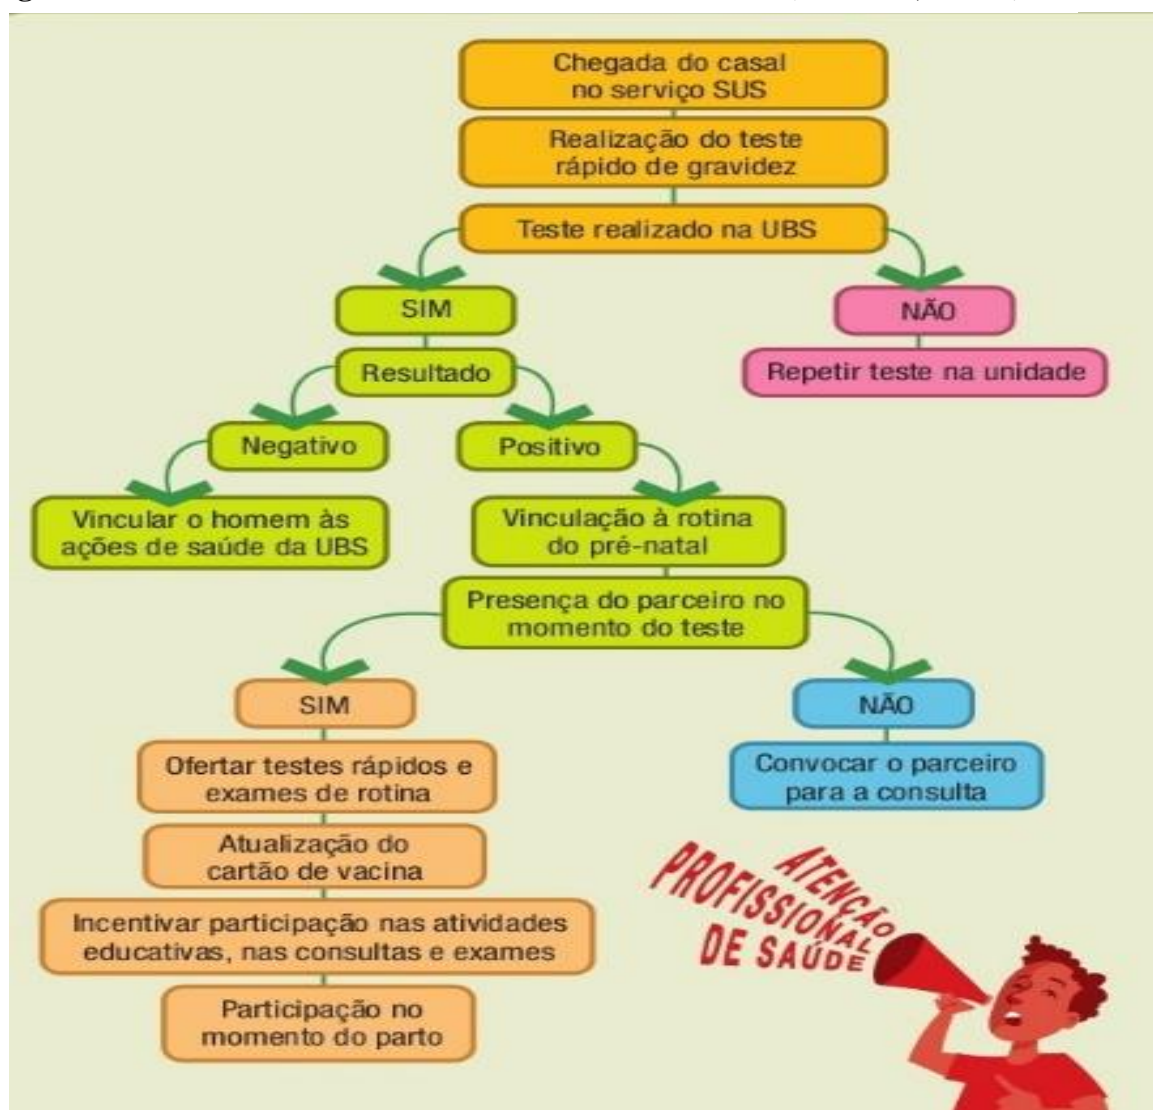 Chegada do casal
no serviço SUS
Realização do teste
rápido de gravidez
Teste realizado na UBS
SIM
NÃO
Resultado
Repetir teste na unidade
Negativo
Positivo
Vincular o homem às
ações de saúde da UBS
Vinculação à rotina
do pré-natal
Presença do parceiro no
momento do teste
SIM
NÃO
Ofertar testes rápidos e
exames de rotina
Convocar o parceiro
para a consulta
Atualização do
cartão de vacina
Incentivar participação nas atividades
educativas, nas consultas e exames
Participação no
momento do parto
ATENÇÃO
PROFISSIONAL
DE SAÚDE